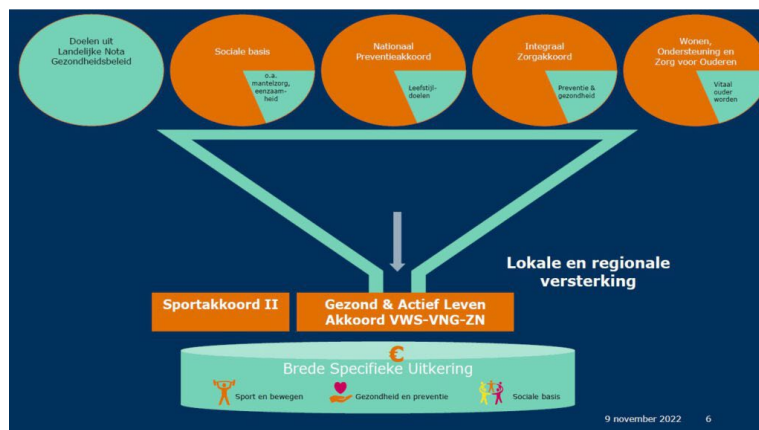 Doelen uit
Landelijke Nota
Gezondheidsbeleid
Sociale basis
o.a.
mantelzorg,
eenzaam-
heid
Nationaal
Preventieakkoord
Leefstijl-
doelen
Integraal
Zorgakkoord
Preventie &
gezondheid
Wonen,
Ondersteuning en
Zorg voor Ouderen
Vitaal
ouder
worden
Lokale en regionale
versterking
Sportakkoord II
Gezond & Actief Leven
Akkoord VWS-VNG-ZN
€
Brede Specifieke Uitkering
Sport en bewegen
Gezondheid en preventie
Sociale basis
9 november 2022 6